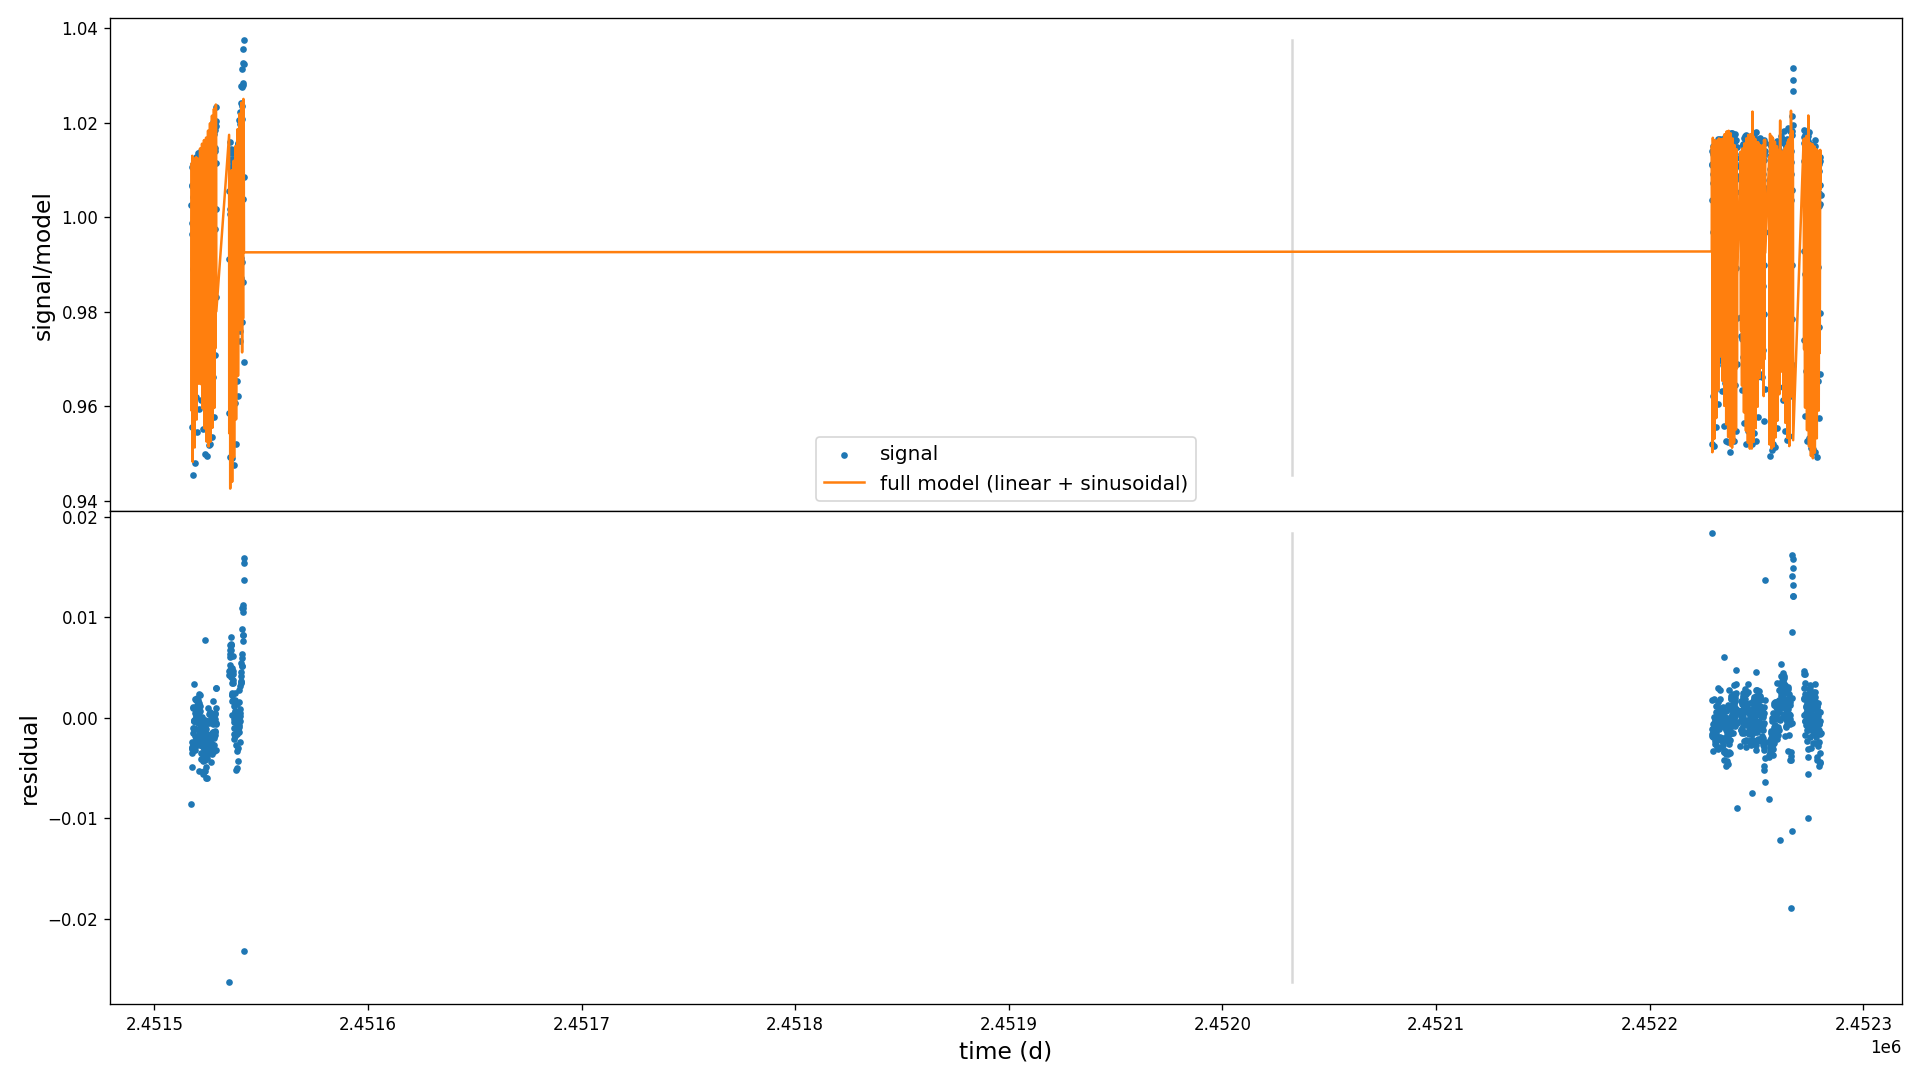 1.04
1.02
1.00
0.98
0.96
0.94
signal/model
signal
full model (linear + sinusoidal)
0.02
0.01
0.00
−0.01
−0.02
residual
2.4515 2.4516 2.4517 2.4518 2.4519 2.4520 2.4521 2.4522 2.4523
1e6
time (d)